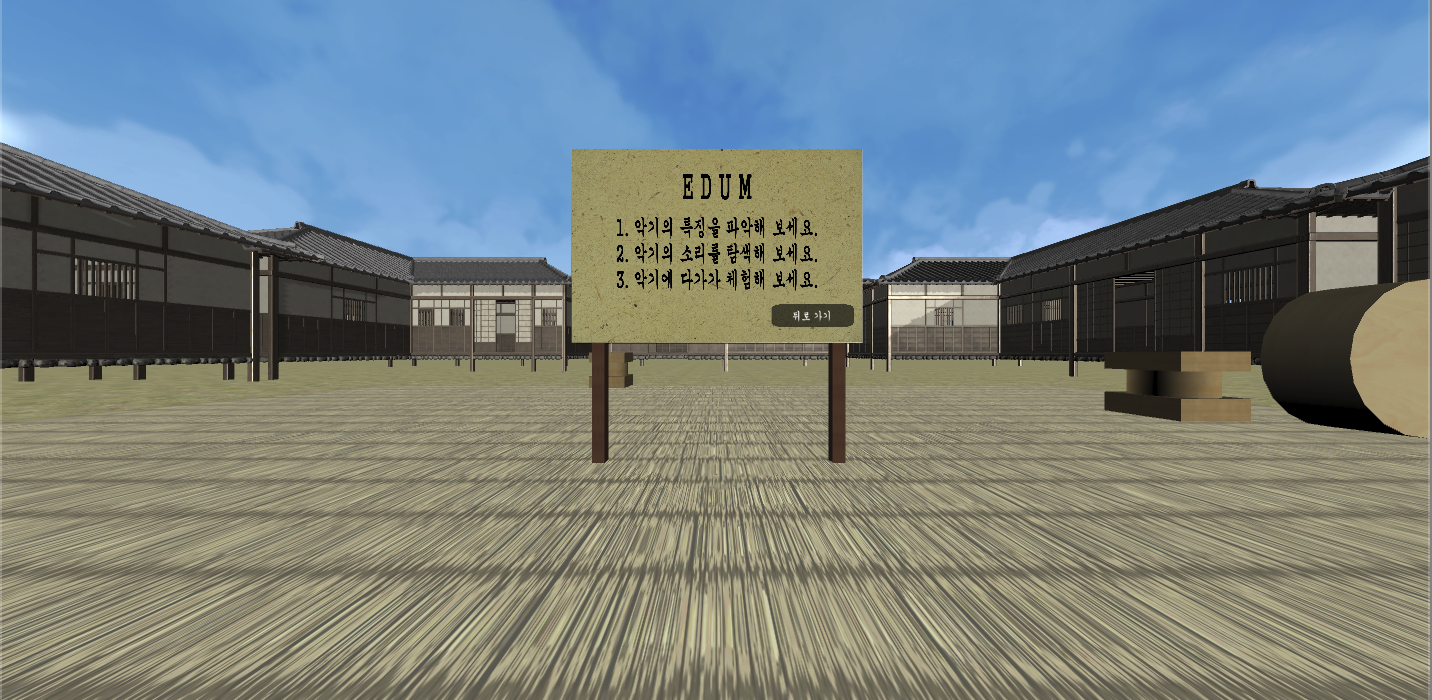 EDUM
1. 악기의 특징을 파악해 보세요.
2. 악기의 소리를 탐색해 보세요.
3. 악기에 다가가 체험해 보세요.
뒤로 가기